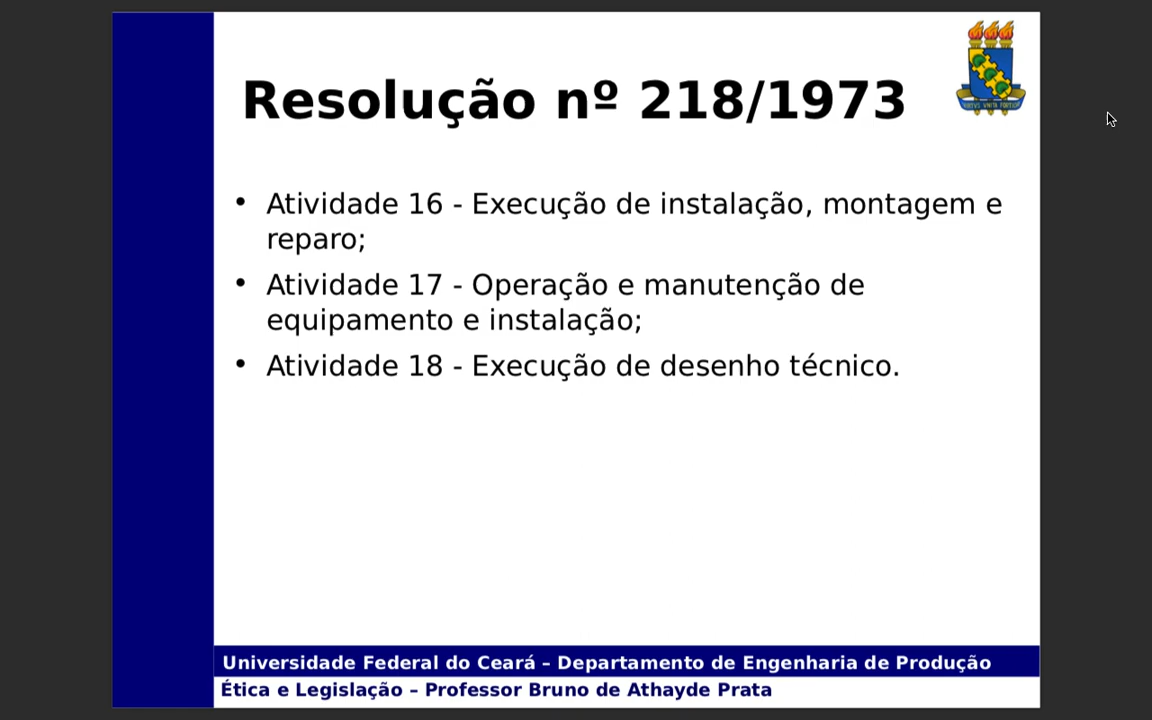 Resolução nº 218/1973
• Atividade 16 - Execução de instalação, montagem e
reparo;
• Atividade 17 - Operação e manutenção de
equipamento e instalação;
• Atividade 18 - Execução de desenho técnico.
Universidade Federal do Ceará – Departamento de Engenharia de Produção
Ética e Legislação – Professor Bruno de Athayde Prata